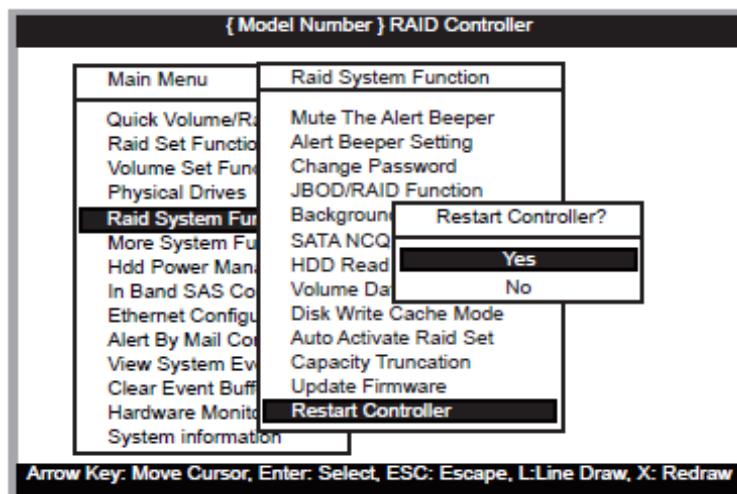 { Model Number } RAID Controller
Main Menu
Quick Volume/Ra
Raid Set Functio
Volume Set Func
Physical Drives
Raid System Fun
More System Fu
Hdd Power Mana
In Band SAS Co
Ethernet Configu
Alert By Mail Con
View System Eve
Clear Event Buff
Hardware Monito
System information
Raid System Function
Mute The Alert Beeper
Alert Beeper Setting
Change Password
JBOD/RAID Function
Background
SATA NCQ
HDD Read
Volume Da
Disk Write Cache Mode
Auto Activate Raid Set
Capacity Truncation
Update Firmware
Restart Controller
Restart Controller?
Yes
No
Arrow Key: Move Cursor, Enter: Select, ESC: Escape, L:Line Draw, X: Redraw